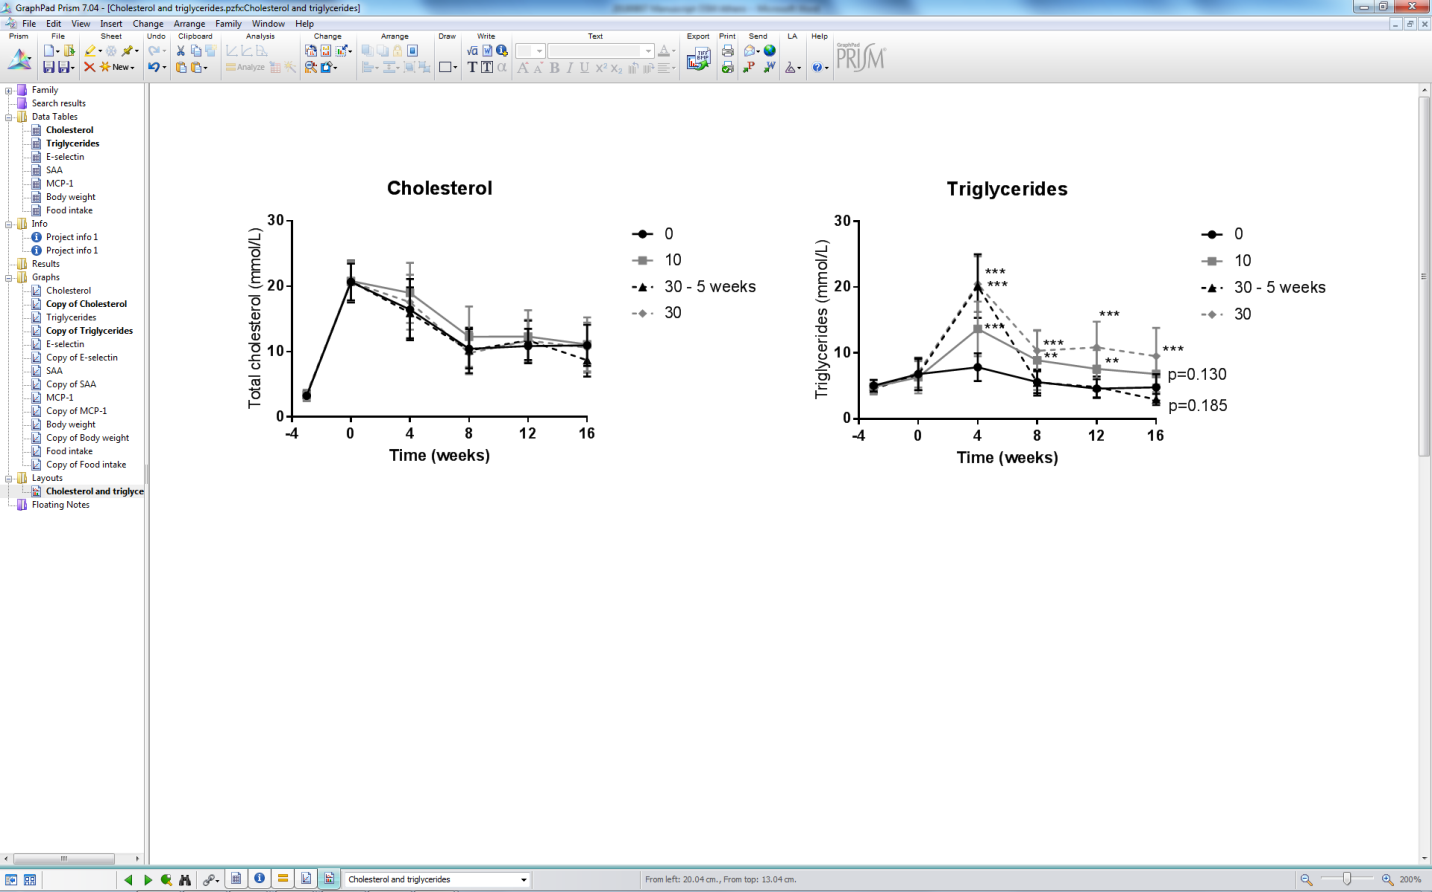 GraphPad Prism 7.04 - [Cholesterol and triglycerides.pzfx:Cholesterol and triglycerides]
File Edit View Insert Change Arrange Family Window Help
Prism File Sheet Undo Clipboard Analysis Change Arrange Draw Write Text Export Print Send LA Help
New
Analyze
GraphPad
PRISM
Family
Search results
Data Tables
Cholesterol
Triglycerides
E-selectin
SAA
MCP-1
Body weight
Food intake
Info
Project info 1
Project info 1
Results
Graphs
Cholesterol
Copy of Cholesterol
Triglycerides
Copy of Triglycerides
E-selectin
Copy of E-selectin
SAA
Copy of SAA
MCP-1
Copy of MCP-1
Body weight
Copy of Body weight
Food intake
Copy of Food intake
Layouts
Cholesterol and triglyce
Floating Notes
Cholesterol
Total cholesterol (mmol/L)
30
20
10
0
-4 0 4 8 12 16
Time (weeks)
0
10
30 - 5 weeks
30
Triglycerides
Triglycerides (mmol/L)
30
20
10
0
-4 0 4 8 12 16
Time (weeks)
***
***
***
***
**
***
**
***
p=0.130
p=0.185
0
10
30 - 5 weeks
30
Cholesterol and triglycerides
From left: 20.04 cm., From top: 13.04 cm.
200%